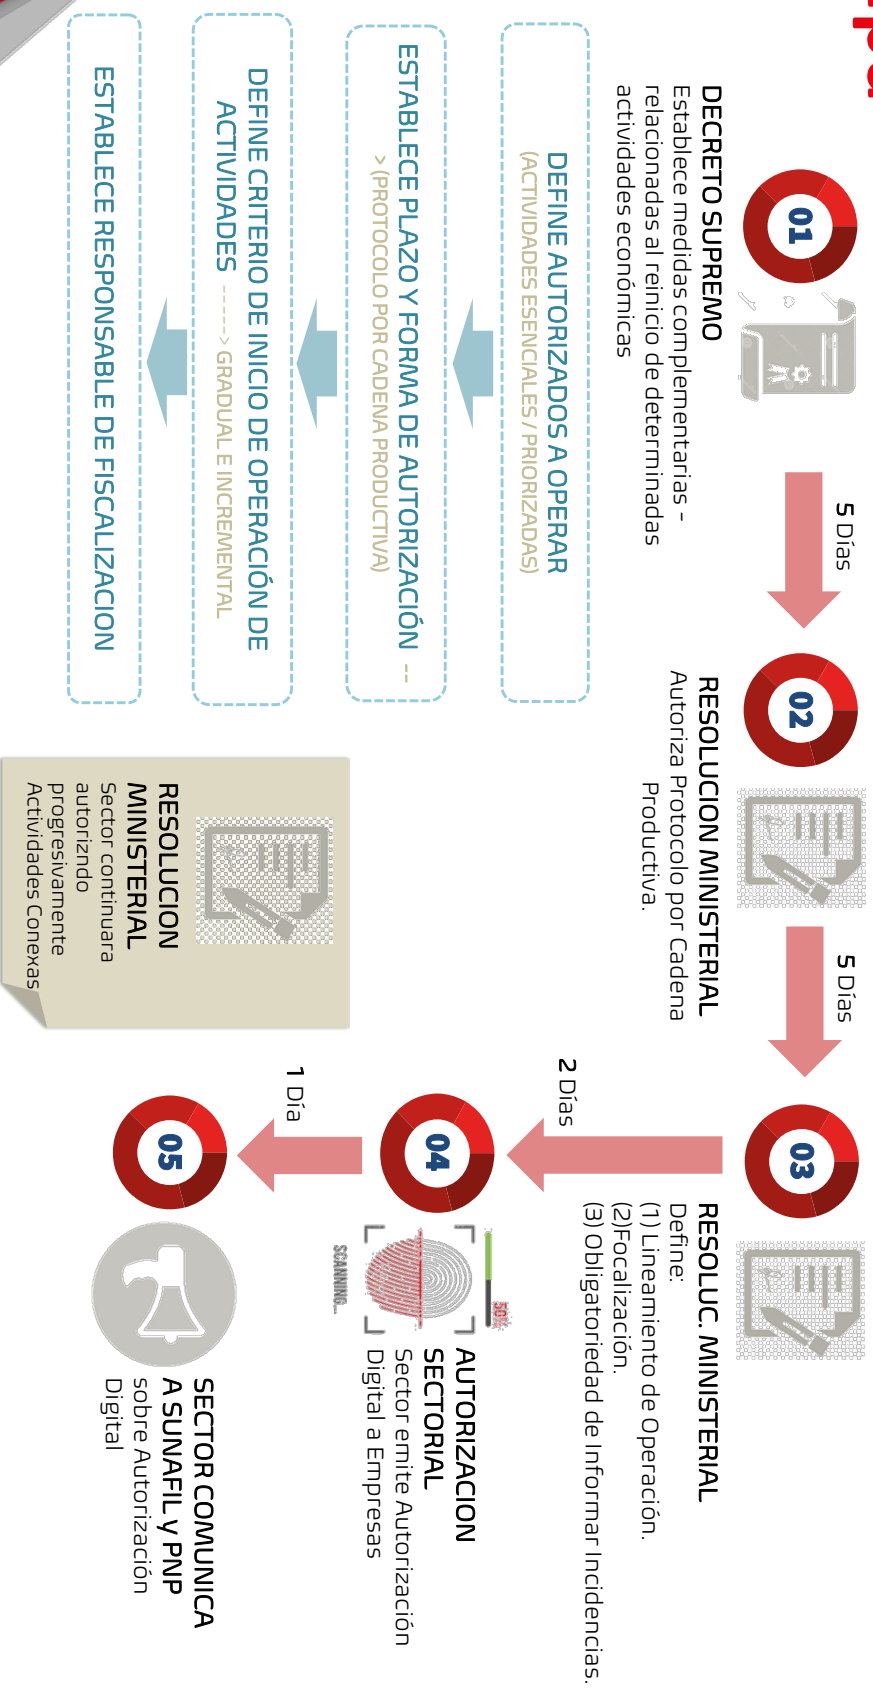 01
DECRETO SUPREMO
Establece medidas complementarias -
relacionadas al reinicio de determinadas
actividades económicas
5 Días
02
RESOLUCION MINISTERIAL
Autoriza Protocolo por Cadena
Productiva.
5 Días
03
RESOLUC. MINISTERIAL
Define:
(1) Lineamiento de Operación.
(2)Focalización.
(3) Obligatoriedad de Informar Incidencias.
2 Días
04
50%
SCANNING...
AUTORIZACION
SECTORIAL
Sector emite Autorización
Digital a Empresas
1 Día
05
SECTOR COMUNICA
A SUNAFIL y PNP
sobre Autorización
Digital
DEFINE AUTORIZADOS A OPERAR
(ACTIVIDADES ESENCIALES / PRIORIZADAS)
ESTABLECE PLAZO Y FORMA DE AUTORIZACIÓN --
> (PROTOCOLO POR CADENA PRODUCTIVA)
DEFINE CRITERIO DE INICIO DE OPERACIÓN DE
ACTIVIDADES ------> GRADUAL E INCREMENTAL
ESTABLECE RESPONSABLE DE FISCALIZACION
RESOLUCION
MINISTERIAL
Sector continuara
autorizndo
progresivamente
Actividades Conexas